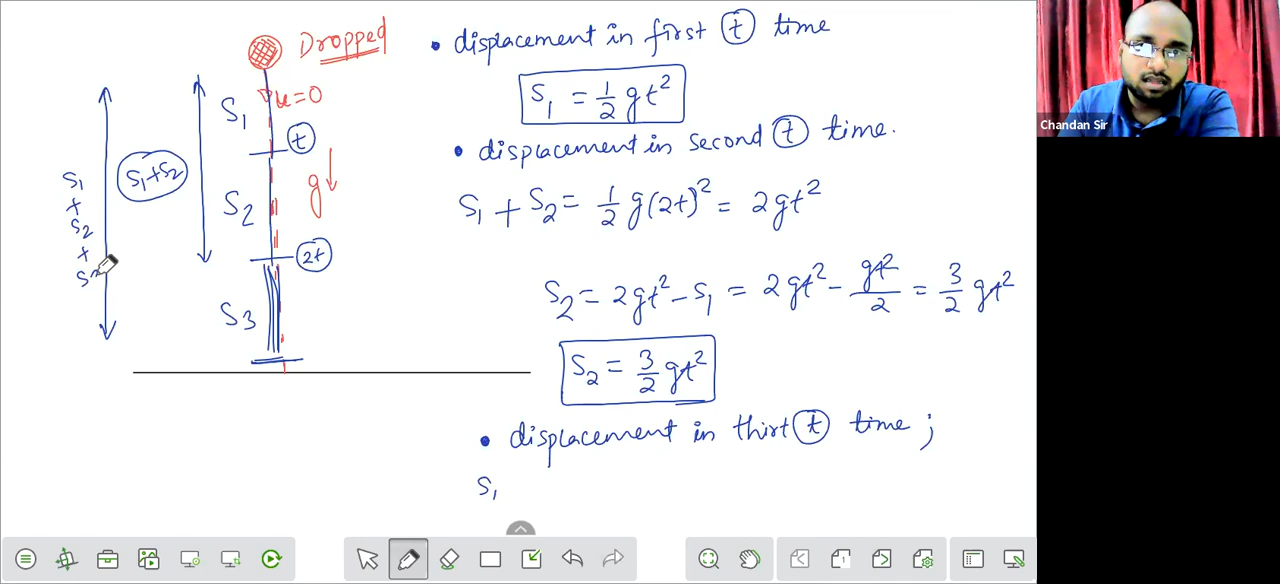 Dropped
u=0
S₁
t
S₁+S₂
g
S₂
2t
S₃
S₁
+
S₂
+
• displacement in first t time
S₁ = 1/2 gt²
• displacement in second t time.
S₁ + S₂ = 1/2 g(2t)² = 2gt²
S₂ = 2gt² - S₁ = 2gt² - gt²/2 = 3/2 gt²
S₂ = 3/2 gt²
• displacement in thirt t time ;
S₁
Chandan Sir
1